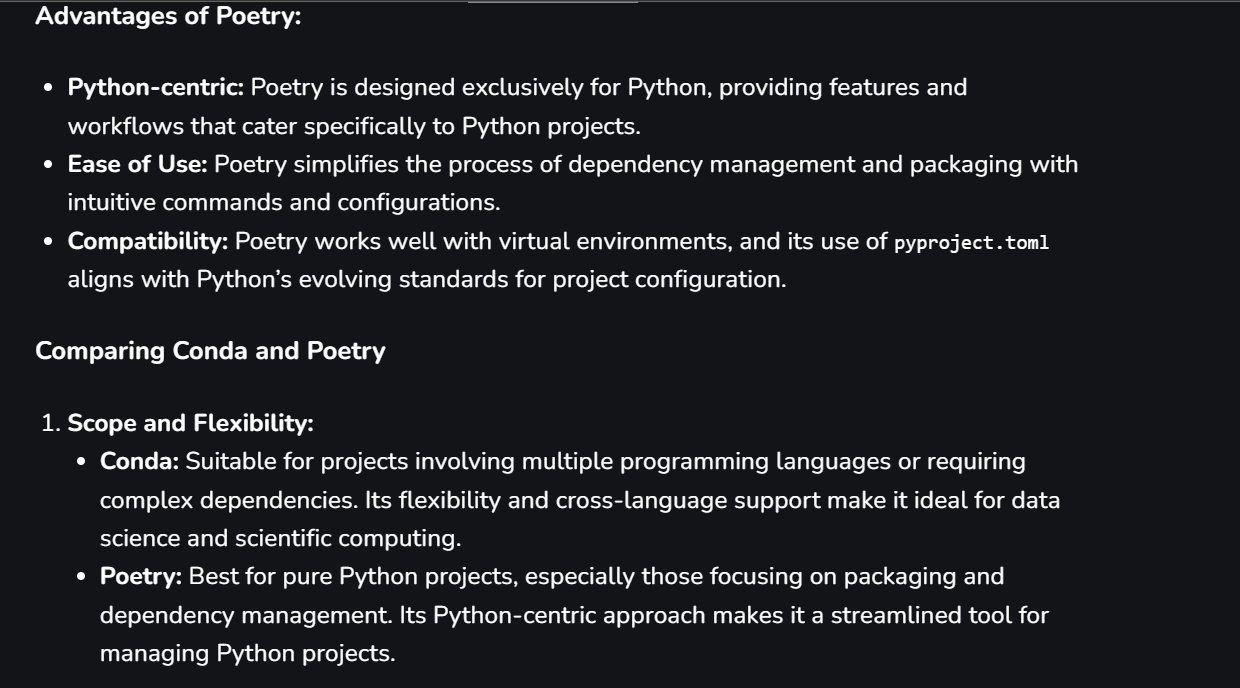 Advantages of Poetry:
• Python-centric: Poetry is designed exclusively for Python, providing features and
workflows that cater specifically to Python projects.
• Ease of Use: Poetry simplifies the process of dependency management and packaging with
intuitive commands and configurations.
• Compatibility: Poetry works well with virtual environments, and its use of pyproject.toml
aligns with Python’s evolving standards for project configuration.
Comparing Conda and Poetry
1. Scope and Flexibility:
• Conda: Suitable for projects involving multiple programming languages or requiring
complex dependencies. Its flexibility and cross-language support make it ideal for data
science and scientific computing.
• Poetry: Best for pure Python projects, especially those focusing on packaging and
dependency management. Its Python-centric approach makes it a streamlined tool for
managing Python projects.